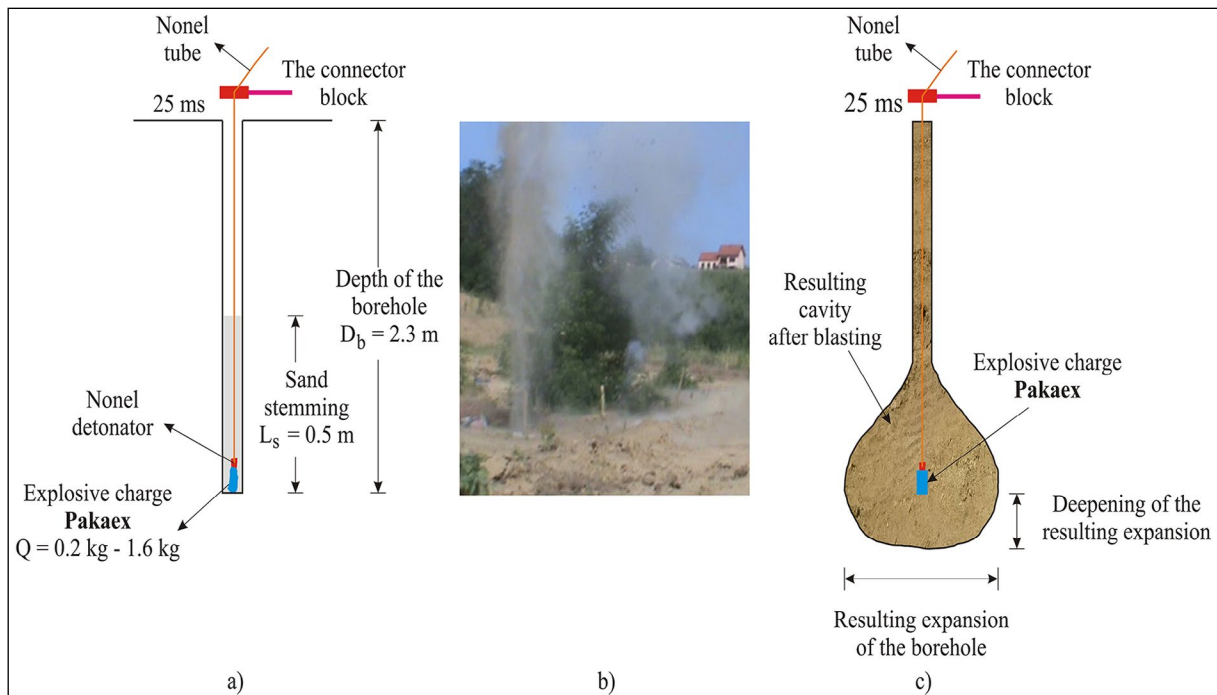 Nonel
tube
The connector
block
25 ms
Depth of the
borehole
D_b = 2.3 m
Sand
stemming
L_s = 0.5 m
Nonel
detonator
Explosive charge
Pakaex
Q = 0.2 kg - 1.6 kg
a)
b)
Nonel
tube
The connector
block
25 ms
Resulting
cavity
after blasting
Explosive charge
Pakaex
Deepening of the
resulting expansion
Resulting expansion
of the borehole
c)